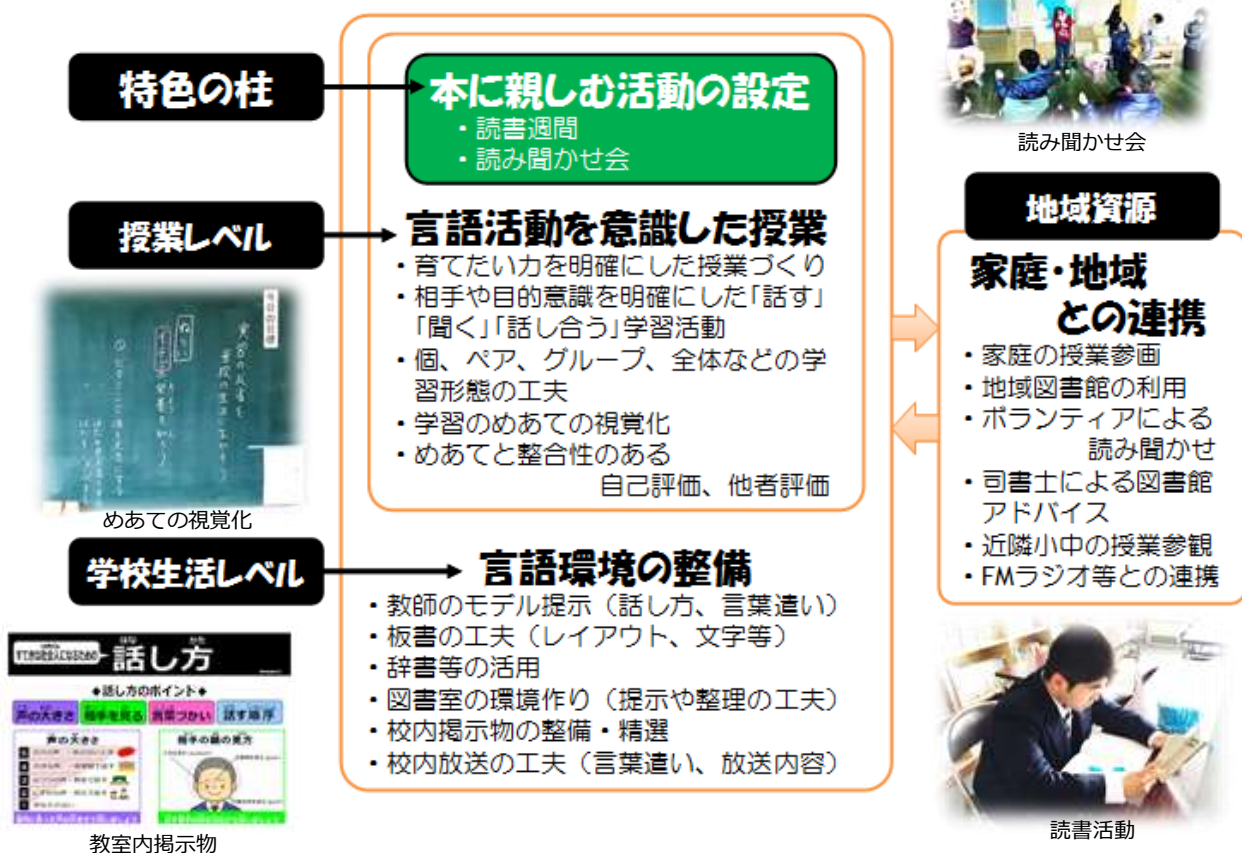 特色の柱
本に親しむ活動の設定
・読書週間
・読み聞かせ会
読み聞かせ会
授業レベル
言語活動を意識した授業
・育てたい力を明確にした授業づくり
・相手や目的意識を明確にした「話す」
「聞く」「話し合う」学習活動
・個、ペア、グループ、全体などの学
習形態の工夫
・学習のめあての視覚化
・めあてと整合性のある
自己評価、他者評価
めあての視覚化
地域資源
家庭・地域
との連携
・家庭の授業参画
・地域図書館の利用
・ボランティアによる
読み聞かせ
・司書士による図書館
アドバイス
・近隣小中の授業参観
・FMラジオ等との連携
学校生活レベル
言語環境の整備
・教師のモデル提示（話し方、言葉遣い）
・板書の工夫（レイアウト、文字等）
・辞書等の活用
・図書室の環境作り（提示や整理の工夫）
・校内掲示物の整備・精選
・校内放送の工夫（言葉遣い、放送内容）
話し方
◆話し方のポイント◆
声の大きさ 相手を見る 言葉づかい 話す順序
声の大きさ
相手の顔の見方
教室内掲示物
読書活動